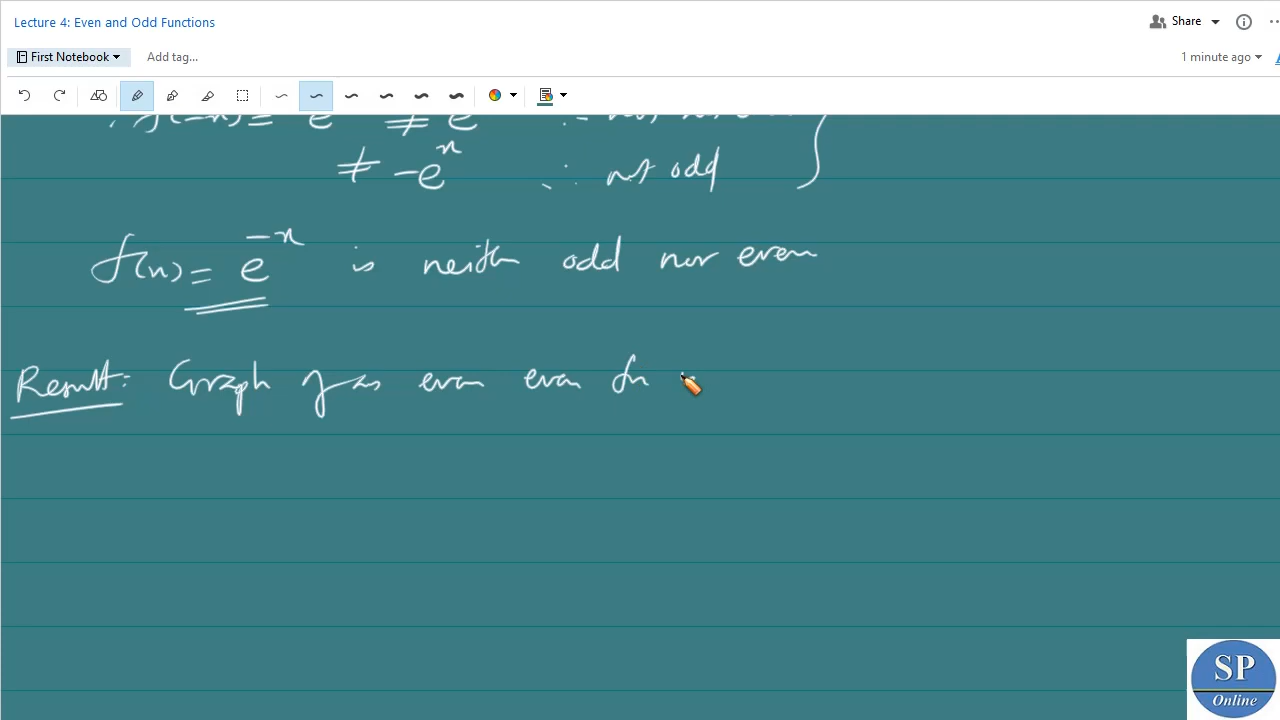 Lecture 4: Even and Odd Functions
Share
First Notebook
Add tag...
1 minute ago
≠ -e^x ∴ not odd
f(x) = e^-x is neither odd nor even
Result: Graph of an even even fn
SP
Online